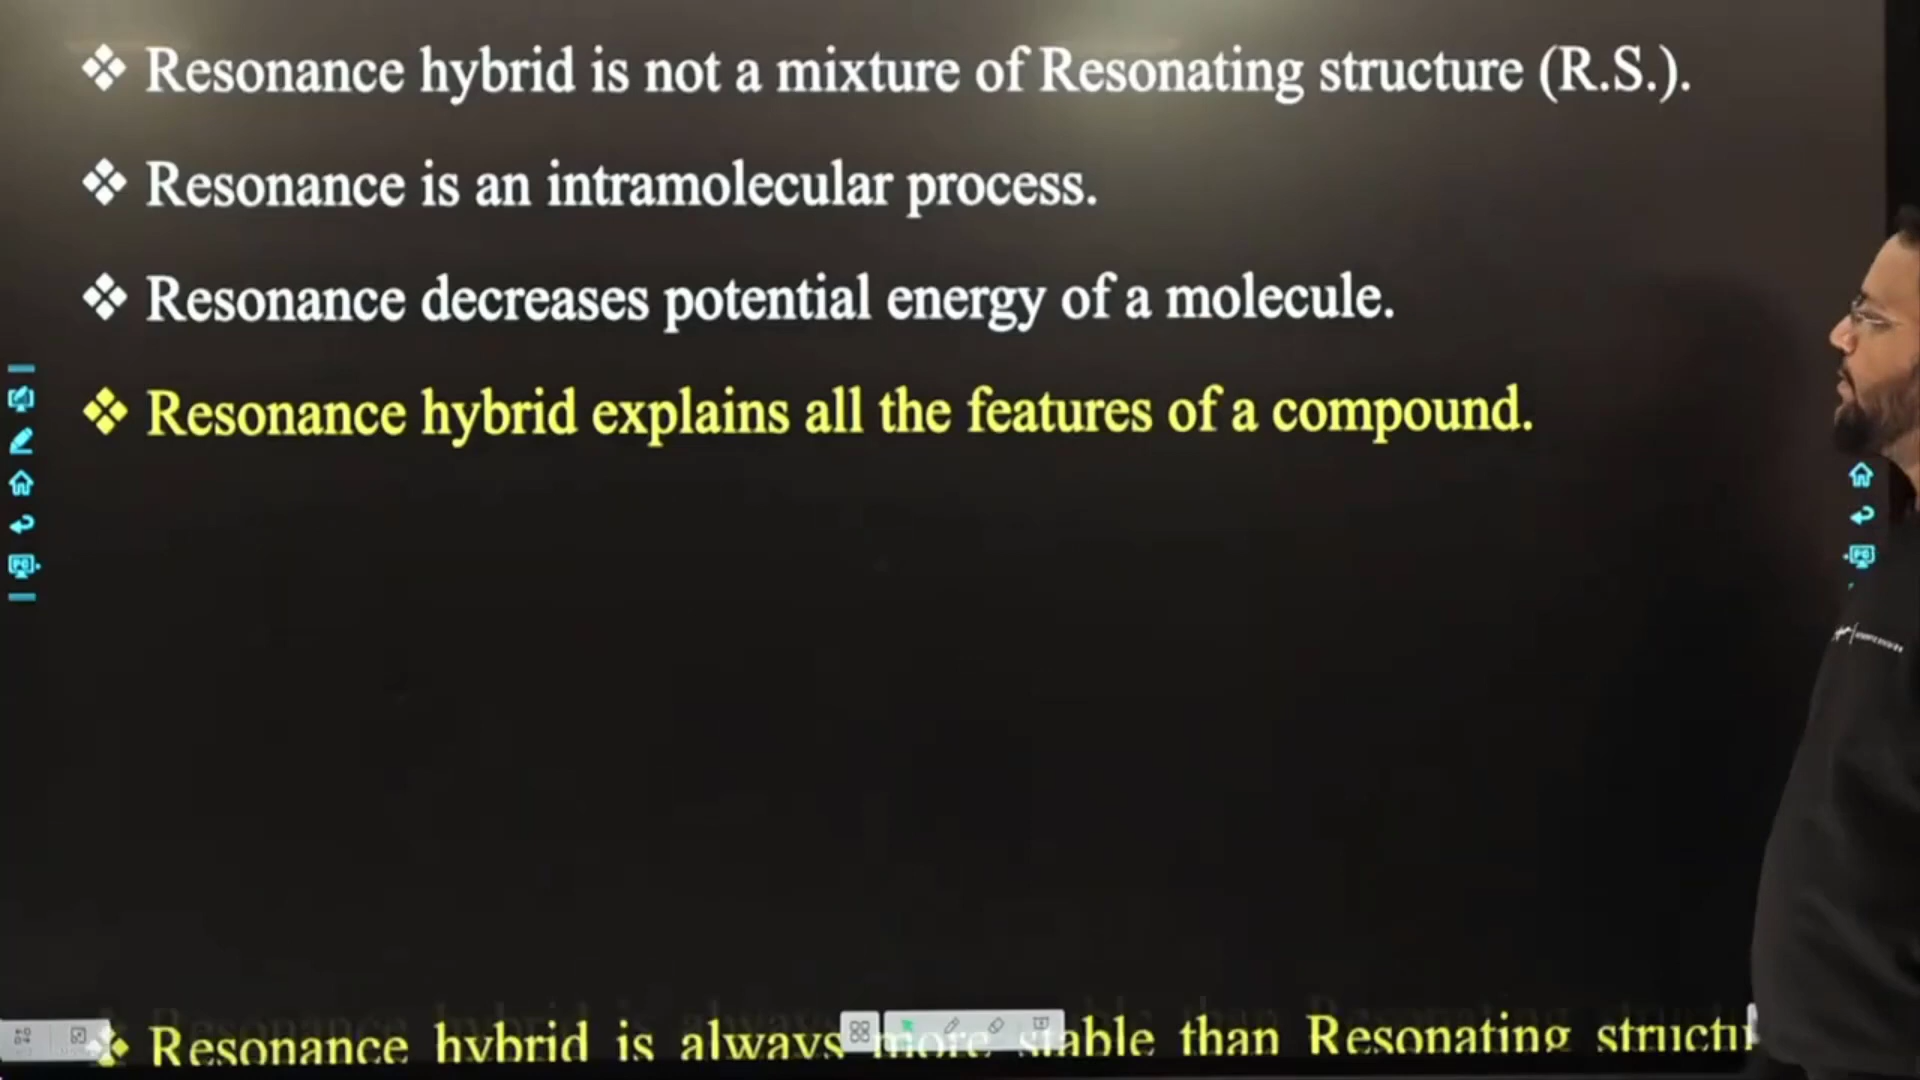 ❖ Resonance hybrid is not a mixture of Resonating structure (R.S.).
❖ Resonance is an intramolecular process.
❖ Resonance decreases potential energy of a molecule.
❖ Resonance hybrid explains all the features of a compound.
❖ Resonance hybrid is always more stable than Resonating